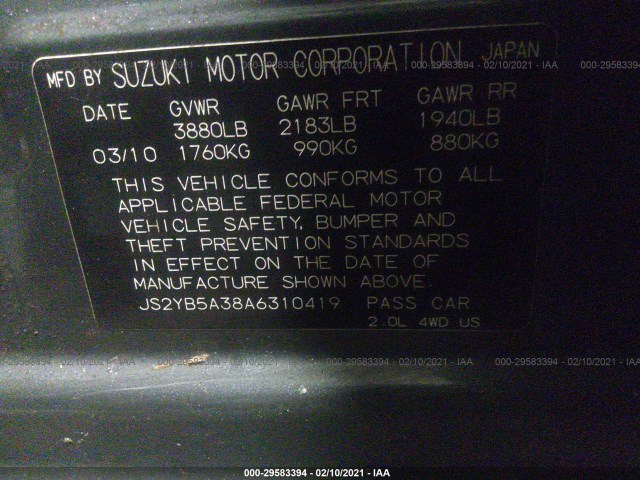 MFD BY SUZUKI MOTOR CORPORATION JAPAN
DATE GVWR GAWR FRT GAWR RR
3880LB 2183LB 1940LB
03/10 1760KG 990KG 880KG
THIS VEHICLE CONFORMS TO ALL
APPLICABLE FEDERAL MOTOR
VEHICLE SAFETY, BUMPER AND
THEFT PREVENTION STANDARDS
IN EFFECT ON THE DATE OF
MANUFACTURE SHOWN ABOVE.
JS2YB5A38A6310419 PASS CAR
2.0L 4WD US
000-29583394 - 02/10/2021 - IAA